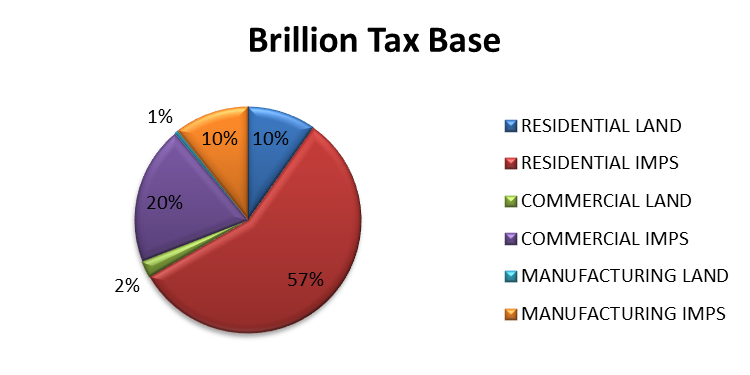 Brillion Tax Base
1%
10%
10%
20%
57%
2%
RESIDENTIAL LAND
RESIDENTIAL IMPS
COMMERCIAL LAND
COMMERCIAL IMPS
MANUFACTURING LAND
MANUFACTURING IMPS